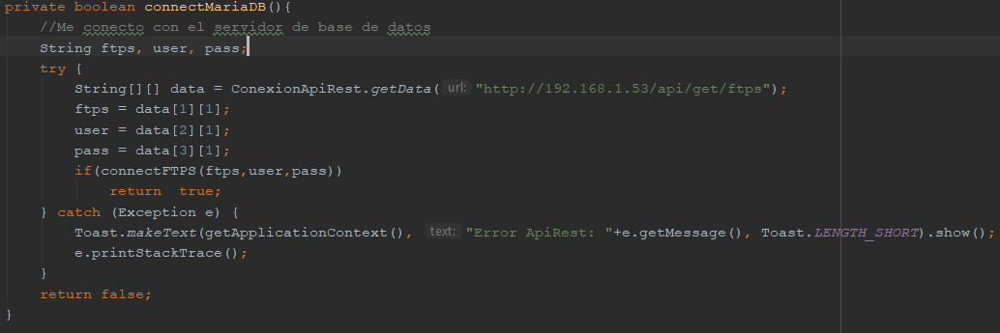 private boolean connectMariaDB(){
//Me conecto con el servidor de base de datos
String ftps, user, pass;
try {
String[][] data = ConexionApiRest.getData( url: "http://192.168.1.53/api/get/ftps");
ftps = data[1][1];
user = data[2][1];
pass = data[3][1];
if(connectFTPS(ftps,user,pass))
return  true;
} catch (Exception e) {
Toast.makeText(getApplicationContext(), text: "Error ApiRest: "+e.getMessage(), Toast.LENGTH_SHORT).show();
e.printStackTrace();
}
return false;
}